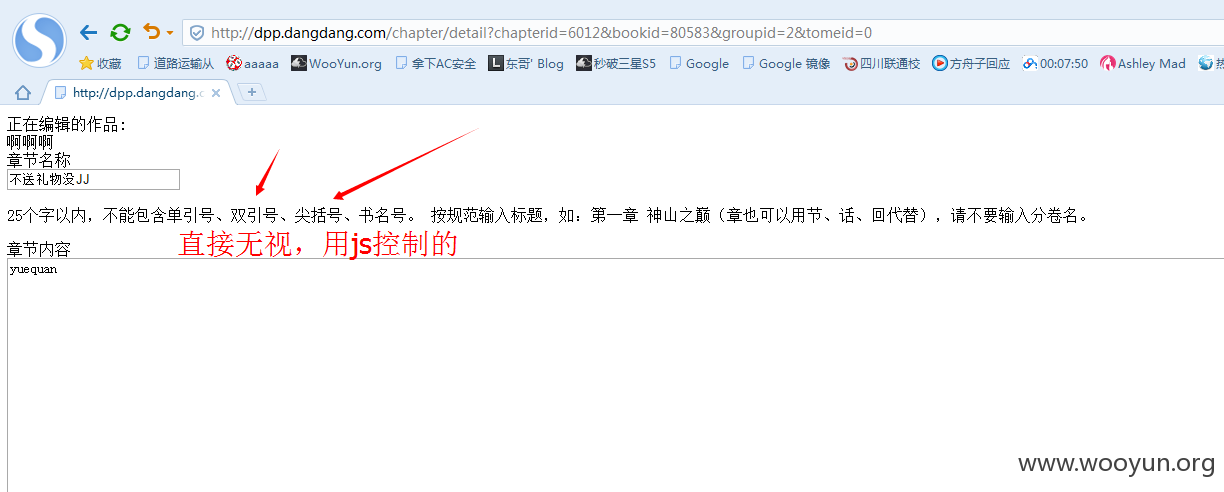 http://dpp.dangdang.com/chapter/detail?chapterid=6012&bookid=80583&groupid=2&tomeid=0
收藏 道路运输从 aaaaa WooYun.org 拿下AC安全 东哥' Blog 秒破三星S5 Google Google 镜像 四川联通校 方舟子回应 00:07:50 Ashley Mad 热
http://dpp.dangdang.c
正在编辑的作品:
啊啊啊
章节名称
不送礼物没JJ
25个字以内，不能包含单引号、双引号、尖括号、书名号。 按规范输入标题，如：第一章 神山之巅（章也可以用节、话、回代替），请不要输入分卷名。
直接无视，用js控制的
章节内容
yuequan
www.wooyun.org